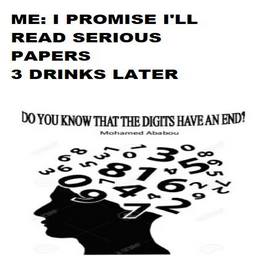 ME: I PROMISE I'LL
READ SERIOUS
PAPERS
3 DRINKS LATER
DO YOU KNOW THAT THE DIGITS HAVE AN END?
Mohamed Ababou